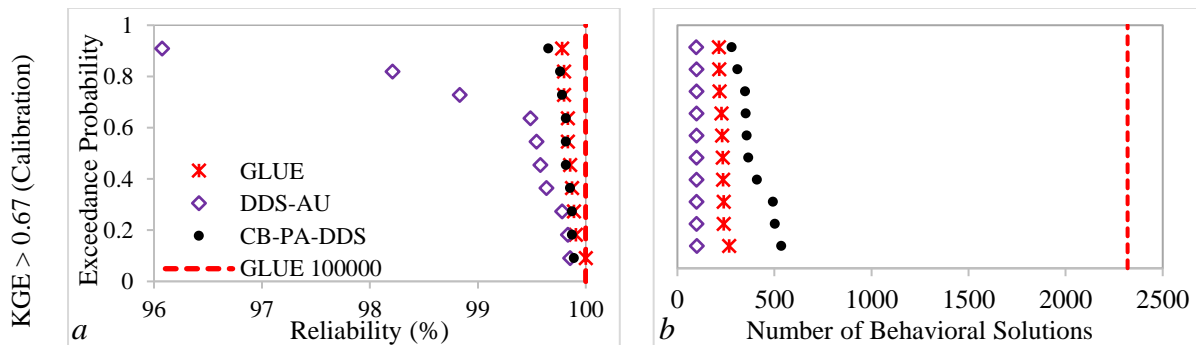 KGE > 0.67 (Calibration)
Exceedance Probability
1
0.8
0.6
0.4
0.2
0
GLUE
DDS-AU
CB-PA-DDS
GLUE 100000
96
97
98
99
100
a
Reliability (%)
0
500
1000
1500
2000
2500
b
Number of Behavioral Solutions